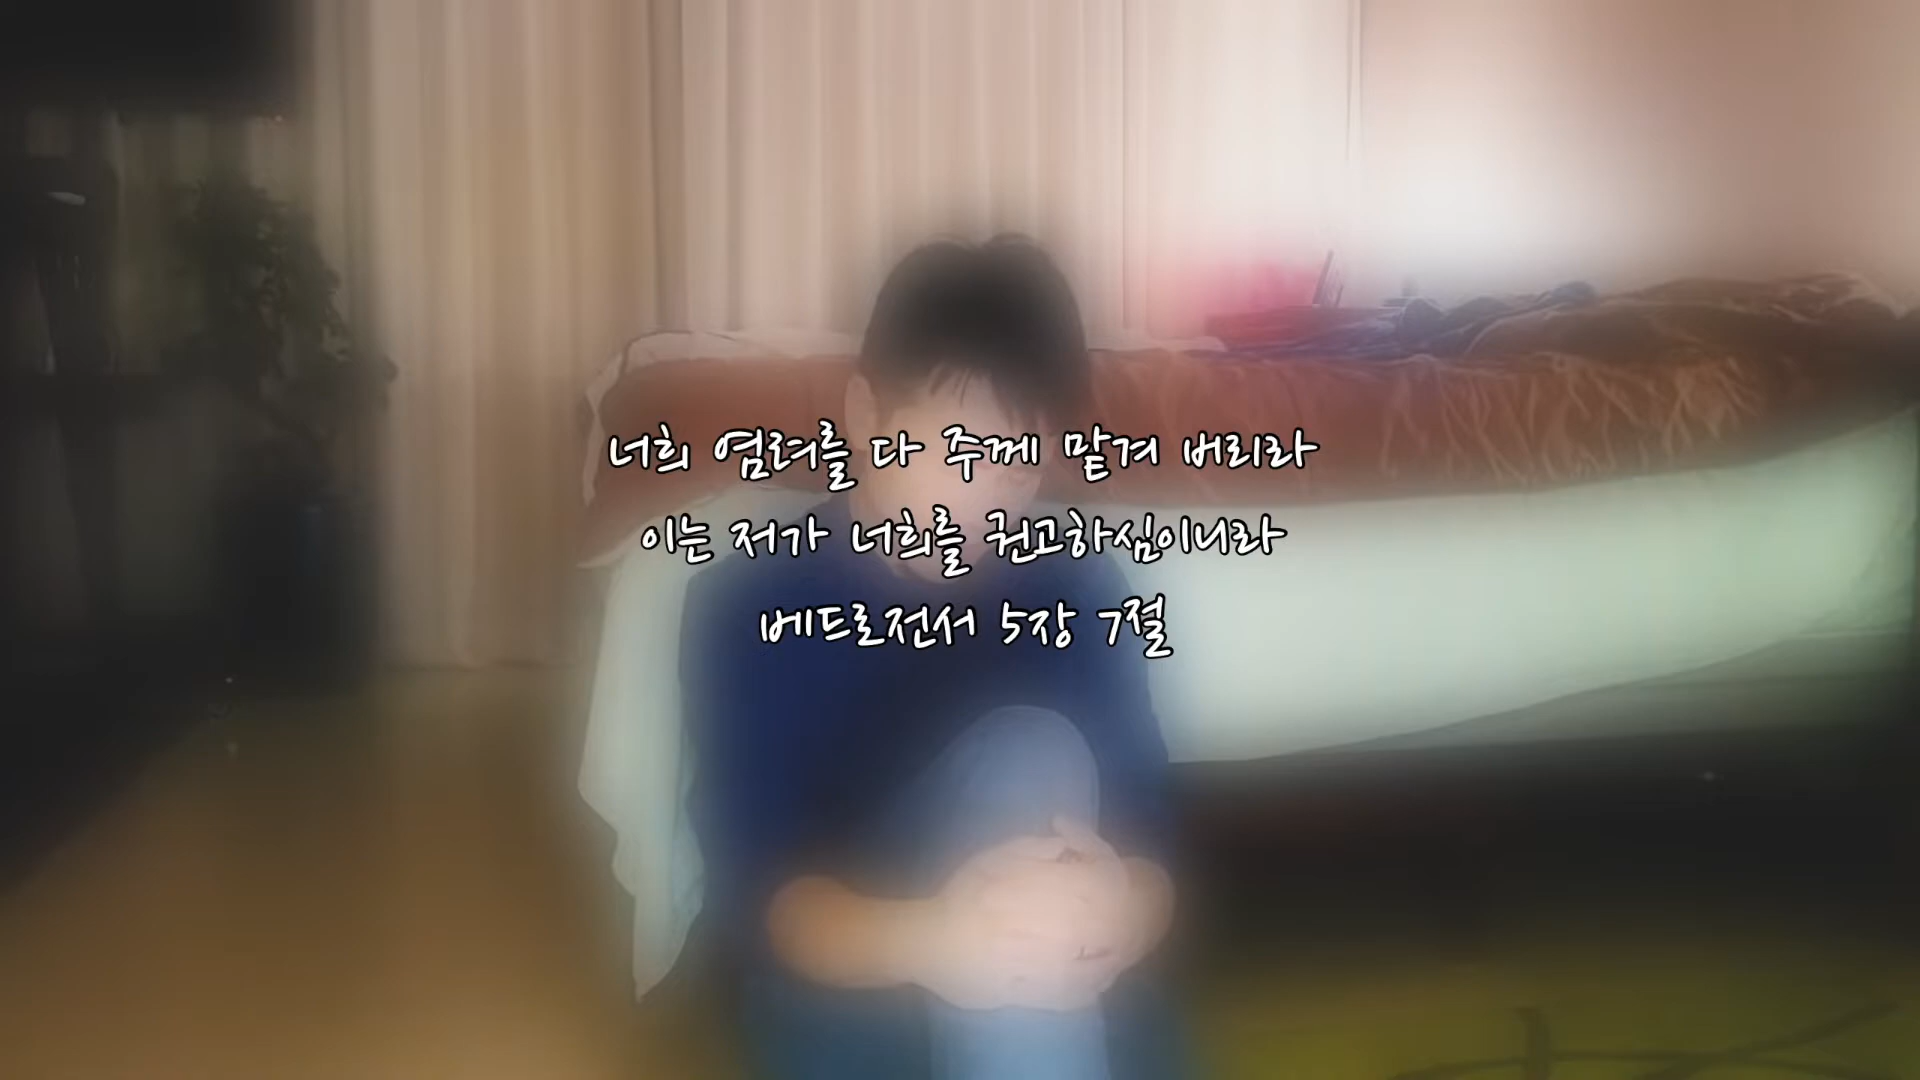 너희 염려를 다 주께 맡겨 버리라
이는 저가 너희를 권고하심이니라
베드로전서 5장 7절